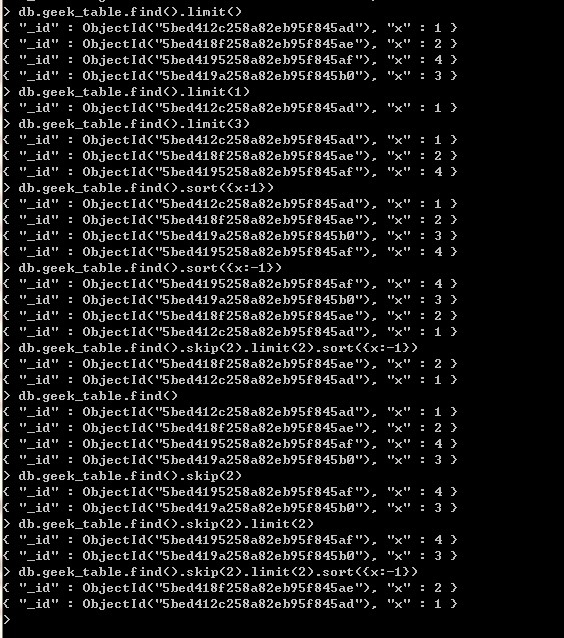 > db.geek_table.find().limit()
{ "_id" : ObjectId("5bed412c258a82eb95f845ad"), "x" : 1 }
{ "_id" : ObjectId("5bed418f258a82eb95f845ae"), "x" : 2 }
{ "_id" : ObjectId("5bed4195258a82eb95f845af"), "x" : 4 }
{ "_id" : ObjectId("5bed419a258a82eb95f845b0"), "x" : 3 }
> db.geek_table.find().limit(1)
{ "_id" : ObjectId("5bed412c258a82eb95f845ad"), "x" : 1 }
> db.geek_table.find().limit(3)
{ "_id" : ObjectId("5bed412c258a82eb95f845ad"), "x" : 1 }
{ "_id" : ObjectId("5bed418f258a82eb95f845ae"), "x" : 2 }
{ "_id" : ObjectId("5bed4195258a82eb95f845af"), "x" : 4 }
> db.geek_table.find().sort({x:1})
{ "_id" : ObjectId("5bed412c258a82eb95f845ad"), "x" : 1 }
{ "_id" : ObjectId("5bed418f258a82eb95f845ae"), "x" : 2 }
{ "_id" : ObjectId("5bed419a258a82eb95f845b0"), "x" : 3 }
{ "_id" : ObjectId("5bed4195258a82eb95f845af"), "x" : 4 }
> db.geek_table.find().sort({x:-1})
{ "_id" : ObjectId("5bed4195258a82eb95f845af"), "x" : 4 }
{ "_id" : ObjectId("5bed419a258a82eb95f845b0"), "x" : 3 }
{ "_id" : ObjectId("5bed418f258a82eb95f845ae"), "x" : 2 }
{ "_id" : ObjectId("5bed412c258a82eb95f845ad"), "x" : 1 }
> db.geek_table.find().skip(2).limit(2).sort({x:-1})
{ "_id" : ObjectId("5bed418f258a82eb95f845ae"), "x" : 2 }
{ "_id" : ObjectId("5bed412c258a82eb95f845ad"), "x" : 1 }
> db.geek_table.find()
{ "_id" : ObjectId("5bed412c258a82eb95f845ad"), "x" : 1 }
{ "_id" : ObjectId("5bed418f258a82eb95f845ae"), "x" : 2 }
{ "_id" : ObjectId("5bed4195258a82eb95f845af"), "x" : 4 }
{ "_id" : ObjectId("5bed419a258a82eb95f845b0"), "x" : 3 }
> db.geek_table.find().skip(2)
{ "_id" : ObjectId("5bed4195258a82eb95f845af"), "x" : 4 }
{ "_id" : ObjectId("5bed419a258a82eb95f845b0"), "x" : 3 }
> db.geek_table.find().skip(2).limit(2)
{ "_id" : ObjectId("5bed4195258a82eb95f845af"), "x" : 4 }
{ "_id" : ObjectId("5bed419a258a82eb95f845b0"), "x" : 3 }
> db.geek_table.find().skip(2).limit(2).sort({x:-1})
{ "_id" : ObjectId("5bed418f258a82eb95f845ae"), "x" : 2 }
{ "_id" : ObjectId("5bed412c258a82eb95f845ad"), "x" : 1 }
>